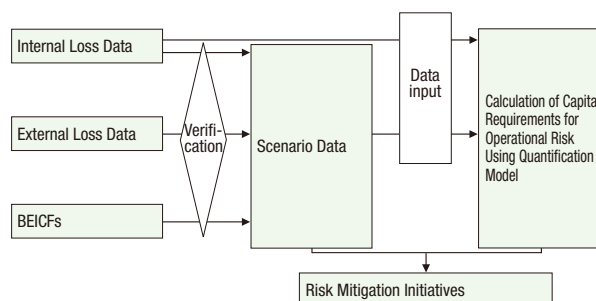 Internal Loss Data
External Loss Data
BEICFs
Verifi-
cation
Scenario Data
Data
input
Calculation of Capital
Requirements for
Operational Risk
Using Quantification
Model
Risk Mitigation Initiatives